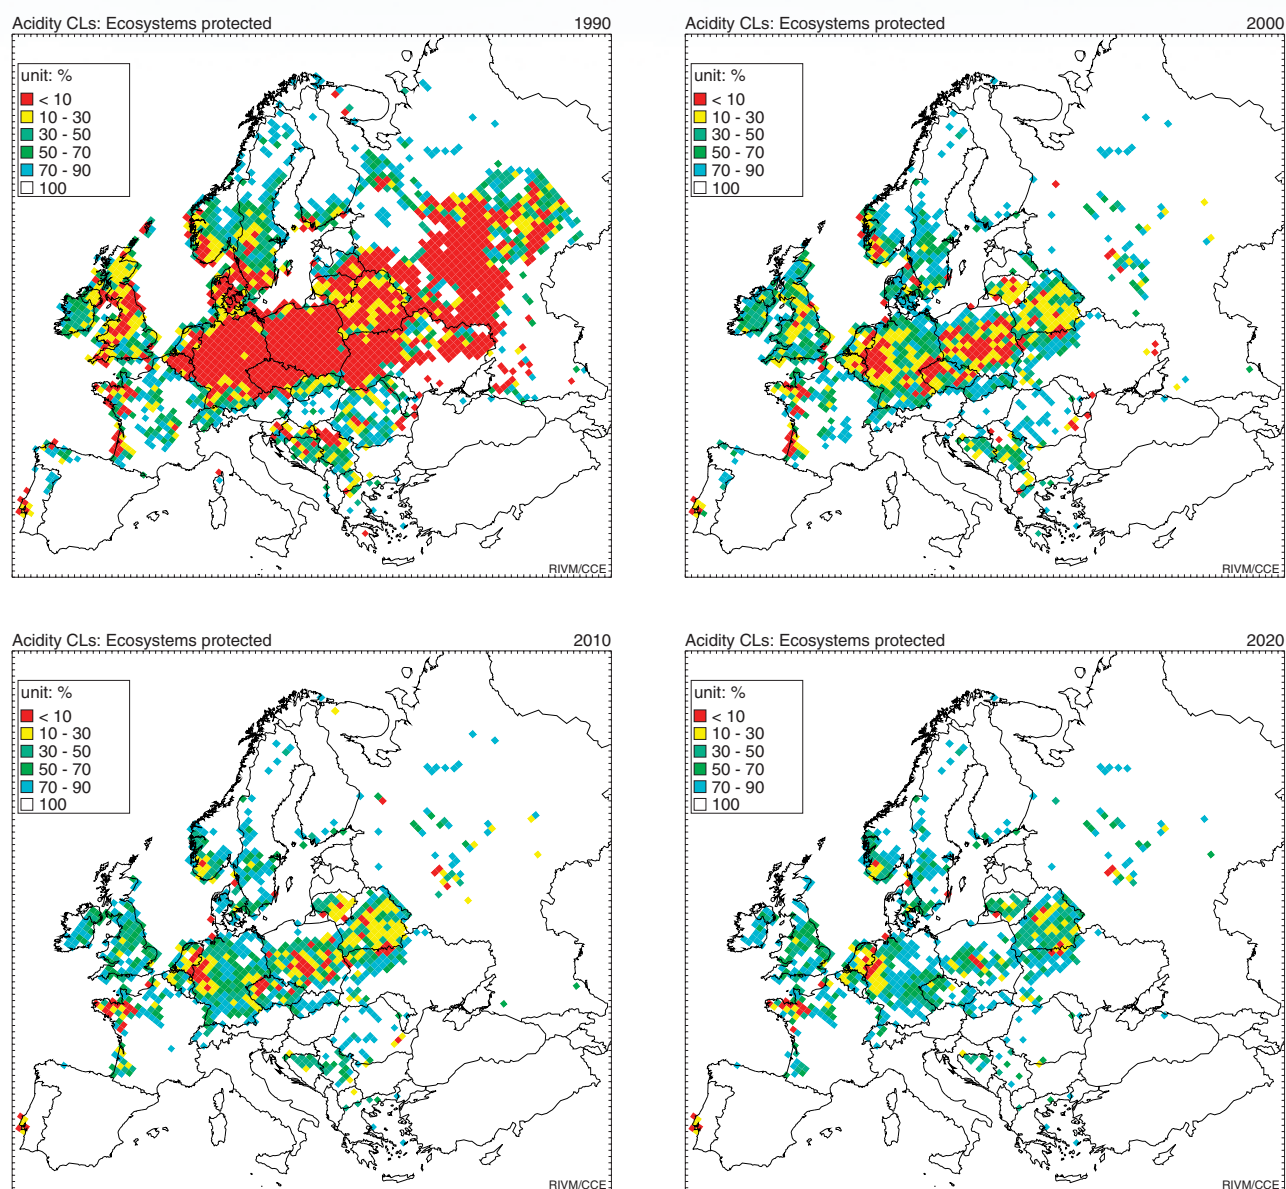 Acidity CLs: Ecosystems protected 1990
unit: %
< 10
10 - 30
30 - 50
50 - 70
70 - 90
100
RIVM/CCE
Acidity CLs: Ecosystems protected 2000
unit: %
< 10
10 - 30
30 - 50
50 - 70
70 - 90
100
RIVM/CCE
Acidity CLs: Ecosystems protected 2010
unit: %
< 10
10 - 30
30 - 50
50 - 70
70 - 90
100
RIVM/CCE
Acidity CLs: Ecosystems protected 2020
unit: %
< 10
10 - 30
30 - 50
50 - 70
70 - 90
100
RIVM/CCE